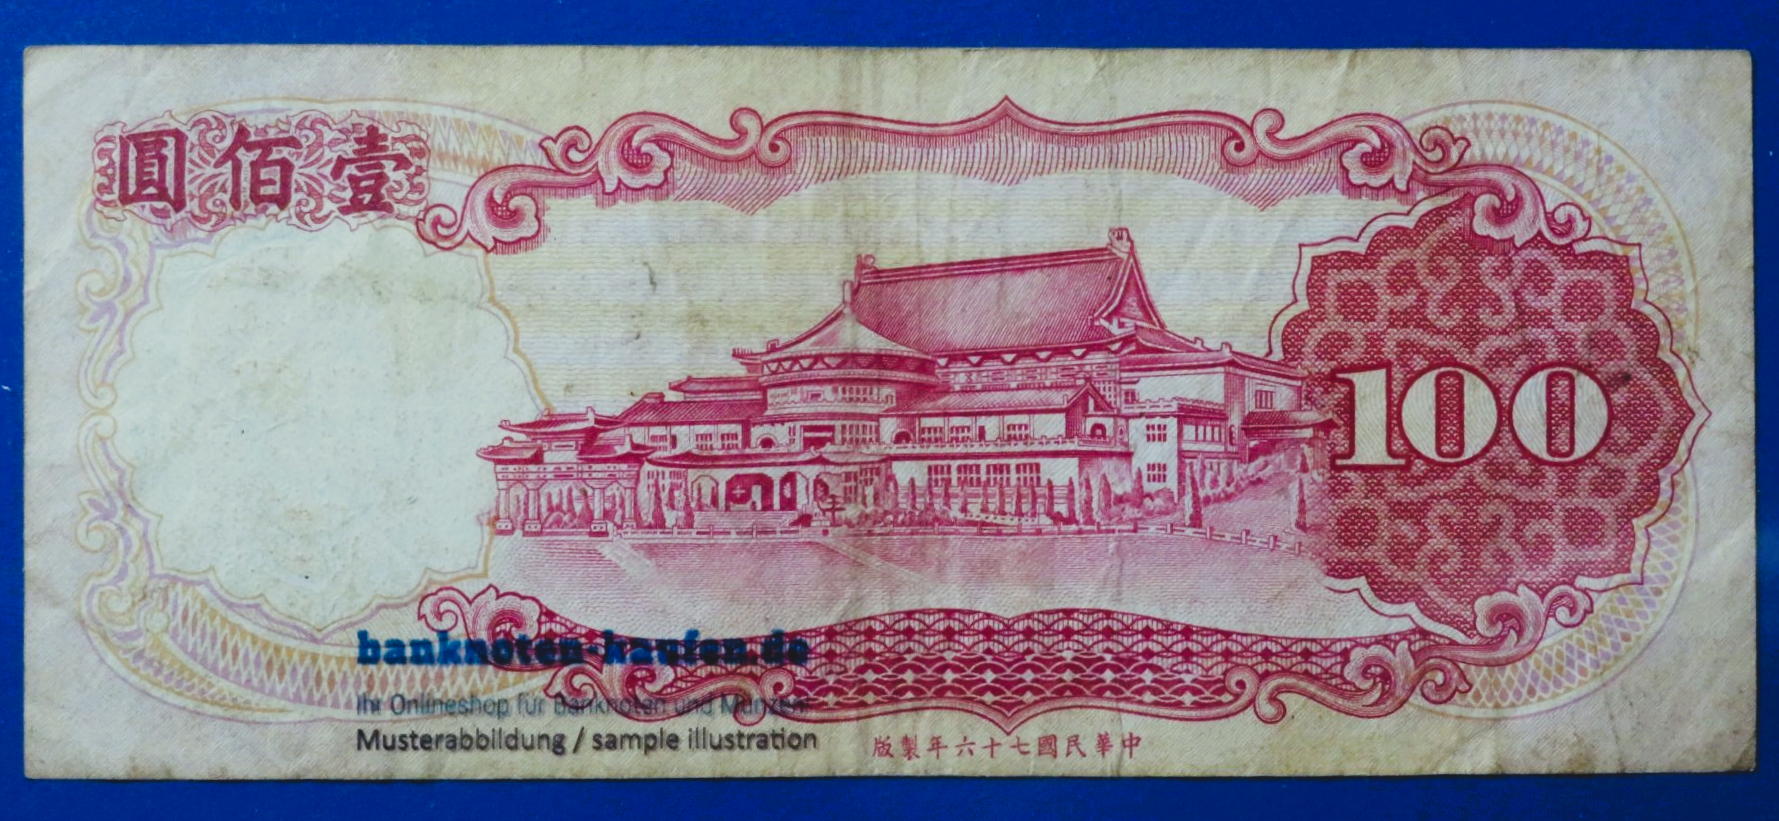 壹佰圓
100
banknoten-kaufen.de
Ihr Onlineshop für Banknoten und Münzen
Musterabbildung / sample illustration
中華民國七十六年製版